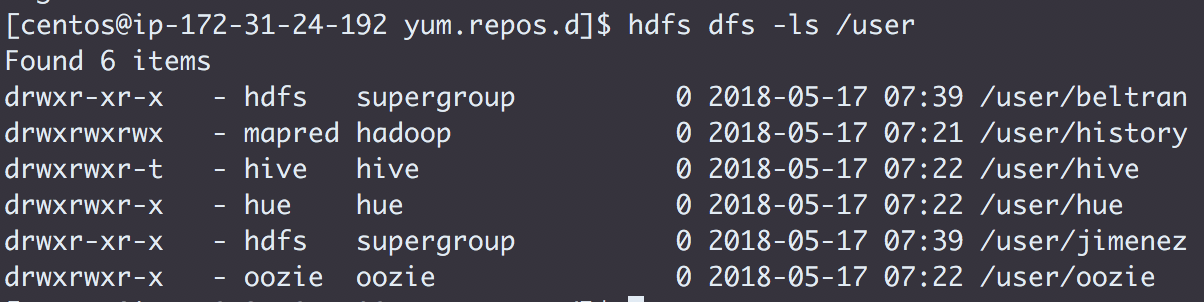 [centos@ip-172-31-24-192 yum.repos.d]$ hdfs dfs -ls /user
Found 6 items
drwxr-xr-x   - hdfs   supergroup          0 2018-05-17 07:39 /user/beltran
drwxrwxrwx   - mapred hadoop              0 2018-05-17 07:21 /user/history
drwxrwxr-t   - hive   hive                0 2018-05-17 07:22 /user/hive
drwxrwxr-x   - hue    hue                 0 2018-05-17 07:22 /user/hue
drwxr-xr-x   - hdfs   supergroup          0 2018-05-17 07:39 /user/jimenez
drwxrwxr-x   - oozie  oozie               0 2018-05-17 07:22 /user/oozie